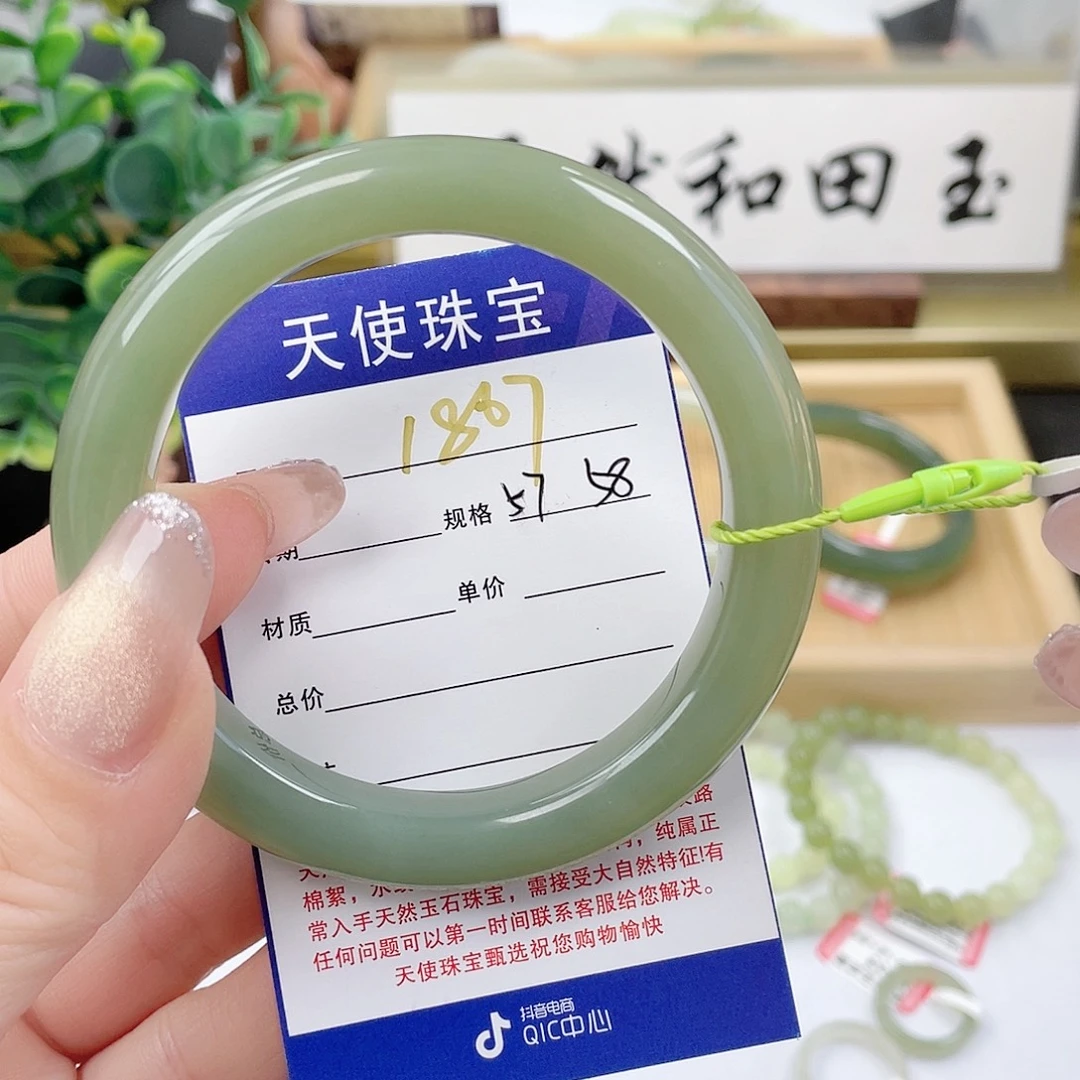 然和田玉
天使珠宝
1887
规格 57 58
期
材质 单价
总价
路
纯属正
棉絮,
需接受大自然特征!有
常入手天然玉石珠宝,
任何问题可以第一时间联系客服给您解决。
天使珠宝甄选祝您购物愉快
抖音电商
QIC中心